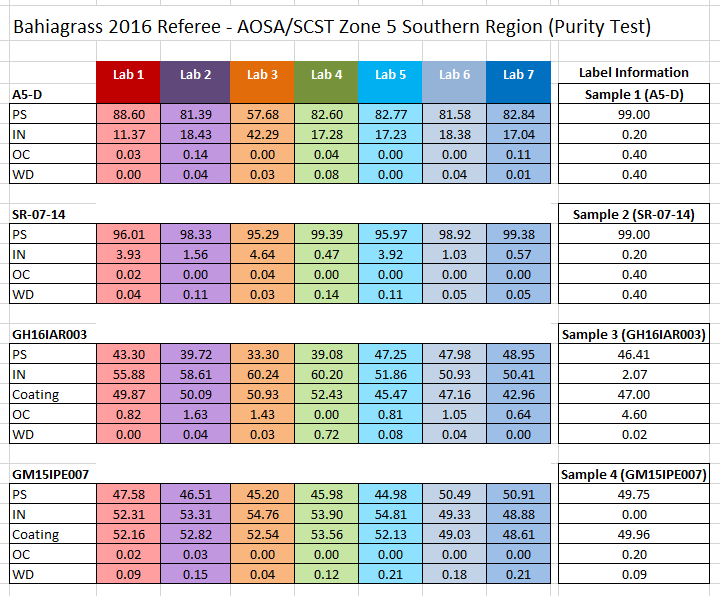 Bahiagrass 2016 Referee - AOSA/SCST Zone 5 Southern Region (Purity Test)
Lab 1 Lab 2 Lab 3 Lab 4 Lab 5 Lab 6 Lab 7 Label Information
A5-D Sample 1 (A5-D)
PS 88.60 81.39 57.68 82.60 82.77 81.58 82.84 99.00
IN 11.37 18.43 42.29 17.28 17.23 18.38 17.04 0.20
OC 0.03 0.14 0.00 0.04 0.00 0.00 0.11 0.40
WD 0.00 0.04 0.03 0.08 0.00 0.04 0.01 0.40
SR-07-14 Sample 2 (SR-07-14)
PS 96.01 98.33 95.29 99.39 95.97 98.92 99.38 99.00
IN 3.93 1.56 4.64 0.47 3.92 1.03 0.57 0.20
OC 0.02 0.00 0.04 0.00 0.00 0.00 0.00 0.40
WD 0.04 0.11 0.03 0.14 0.11 0.05 0.05 0.40
GH16IAR003 Sample 3 (GH16IAR003)
PS 43.30 39.72 33.30 39.08 47.25 47.98 48.95 46.41
IN 55.88 58.61 60.24 60.20 51.86 50.93 50.41 2.07
Coating 49.87 50.09 50.93 52.43 45.47 47.16 42.96 47.00
OC 0.82 1.63 1.43 0.00 0.81 1.05 0.64 4.60
WD 0.00 0.04 0.03 0.72 0.08 0.04 0.00 0.02
GM15IPE007 Sample 4 (GM15IPE007)
PS 47.58 46.51 45.20 45.98 44.98 50.49 50.91 49.75
IN 52.31 53.31 54.76 53.90 54.81 49.33 48.88 0.00
Coating 52.16 52.82 52.54 53.56 52.13 49.03 48.61 49.96
OC 0.02 0.03 0.00 0.00 0.00 0.00 0.00 0.20
WD 0.09 0.15 0.04 0.12 0.21 0.18 0.21 0.09